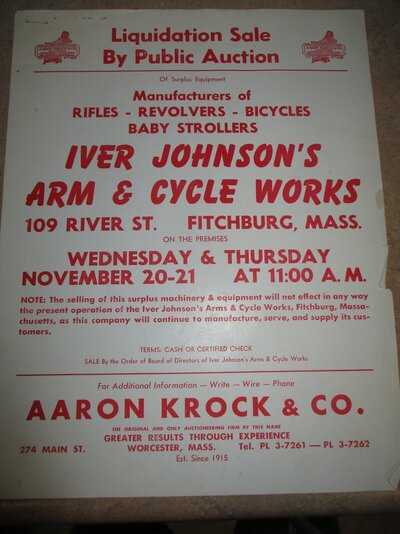 Liquidation Sale
By Public Auction
Of Surplus Equipment
Manufacturers of
RIFLES - REVOLVERS - BICYCLES
BABY STROLLERS
IVER JOHNSON'S
ARM & CYCLE WORKS
109 RIVER ST. FITCHBURG, MASS.
ON THE PREMISES
WEDNESDAY & THURSDAY
NOVEMBER 20-21 AT 11:00 A.M.
NOTE: The selling of this surplus machinery & equipment will not effect in any way
the present operation of the Iver Johnson's Arms & Cycle Works, Fitchburg, Massa-
chusetts, as this company will continue to manufacture, serve, and supply its cus-
tomers.
TERMS: CASH OR CERTIFIED CHECK
SALE By the Order of Board of Directors of Iver Johnson's Arms & Cycle Works
For Additional Information — Write — Wire — Phone
AARON KROCK & CO.
THE ORIGINAL AND ONLY AUCTIONEERING FIRM BY THIS NAME
GREATER RESULTS THROUGH EXPERIENCE
274 MAIN ST. WORCESTER, MASS. Tel. PL 3-7261 — PL 3-7262
Est. Since 1915